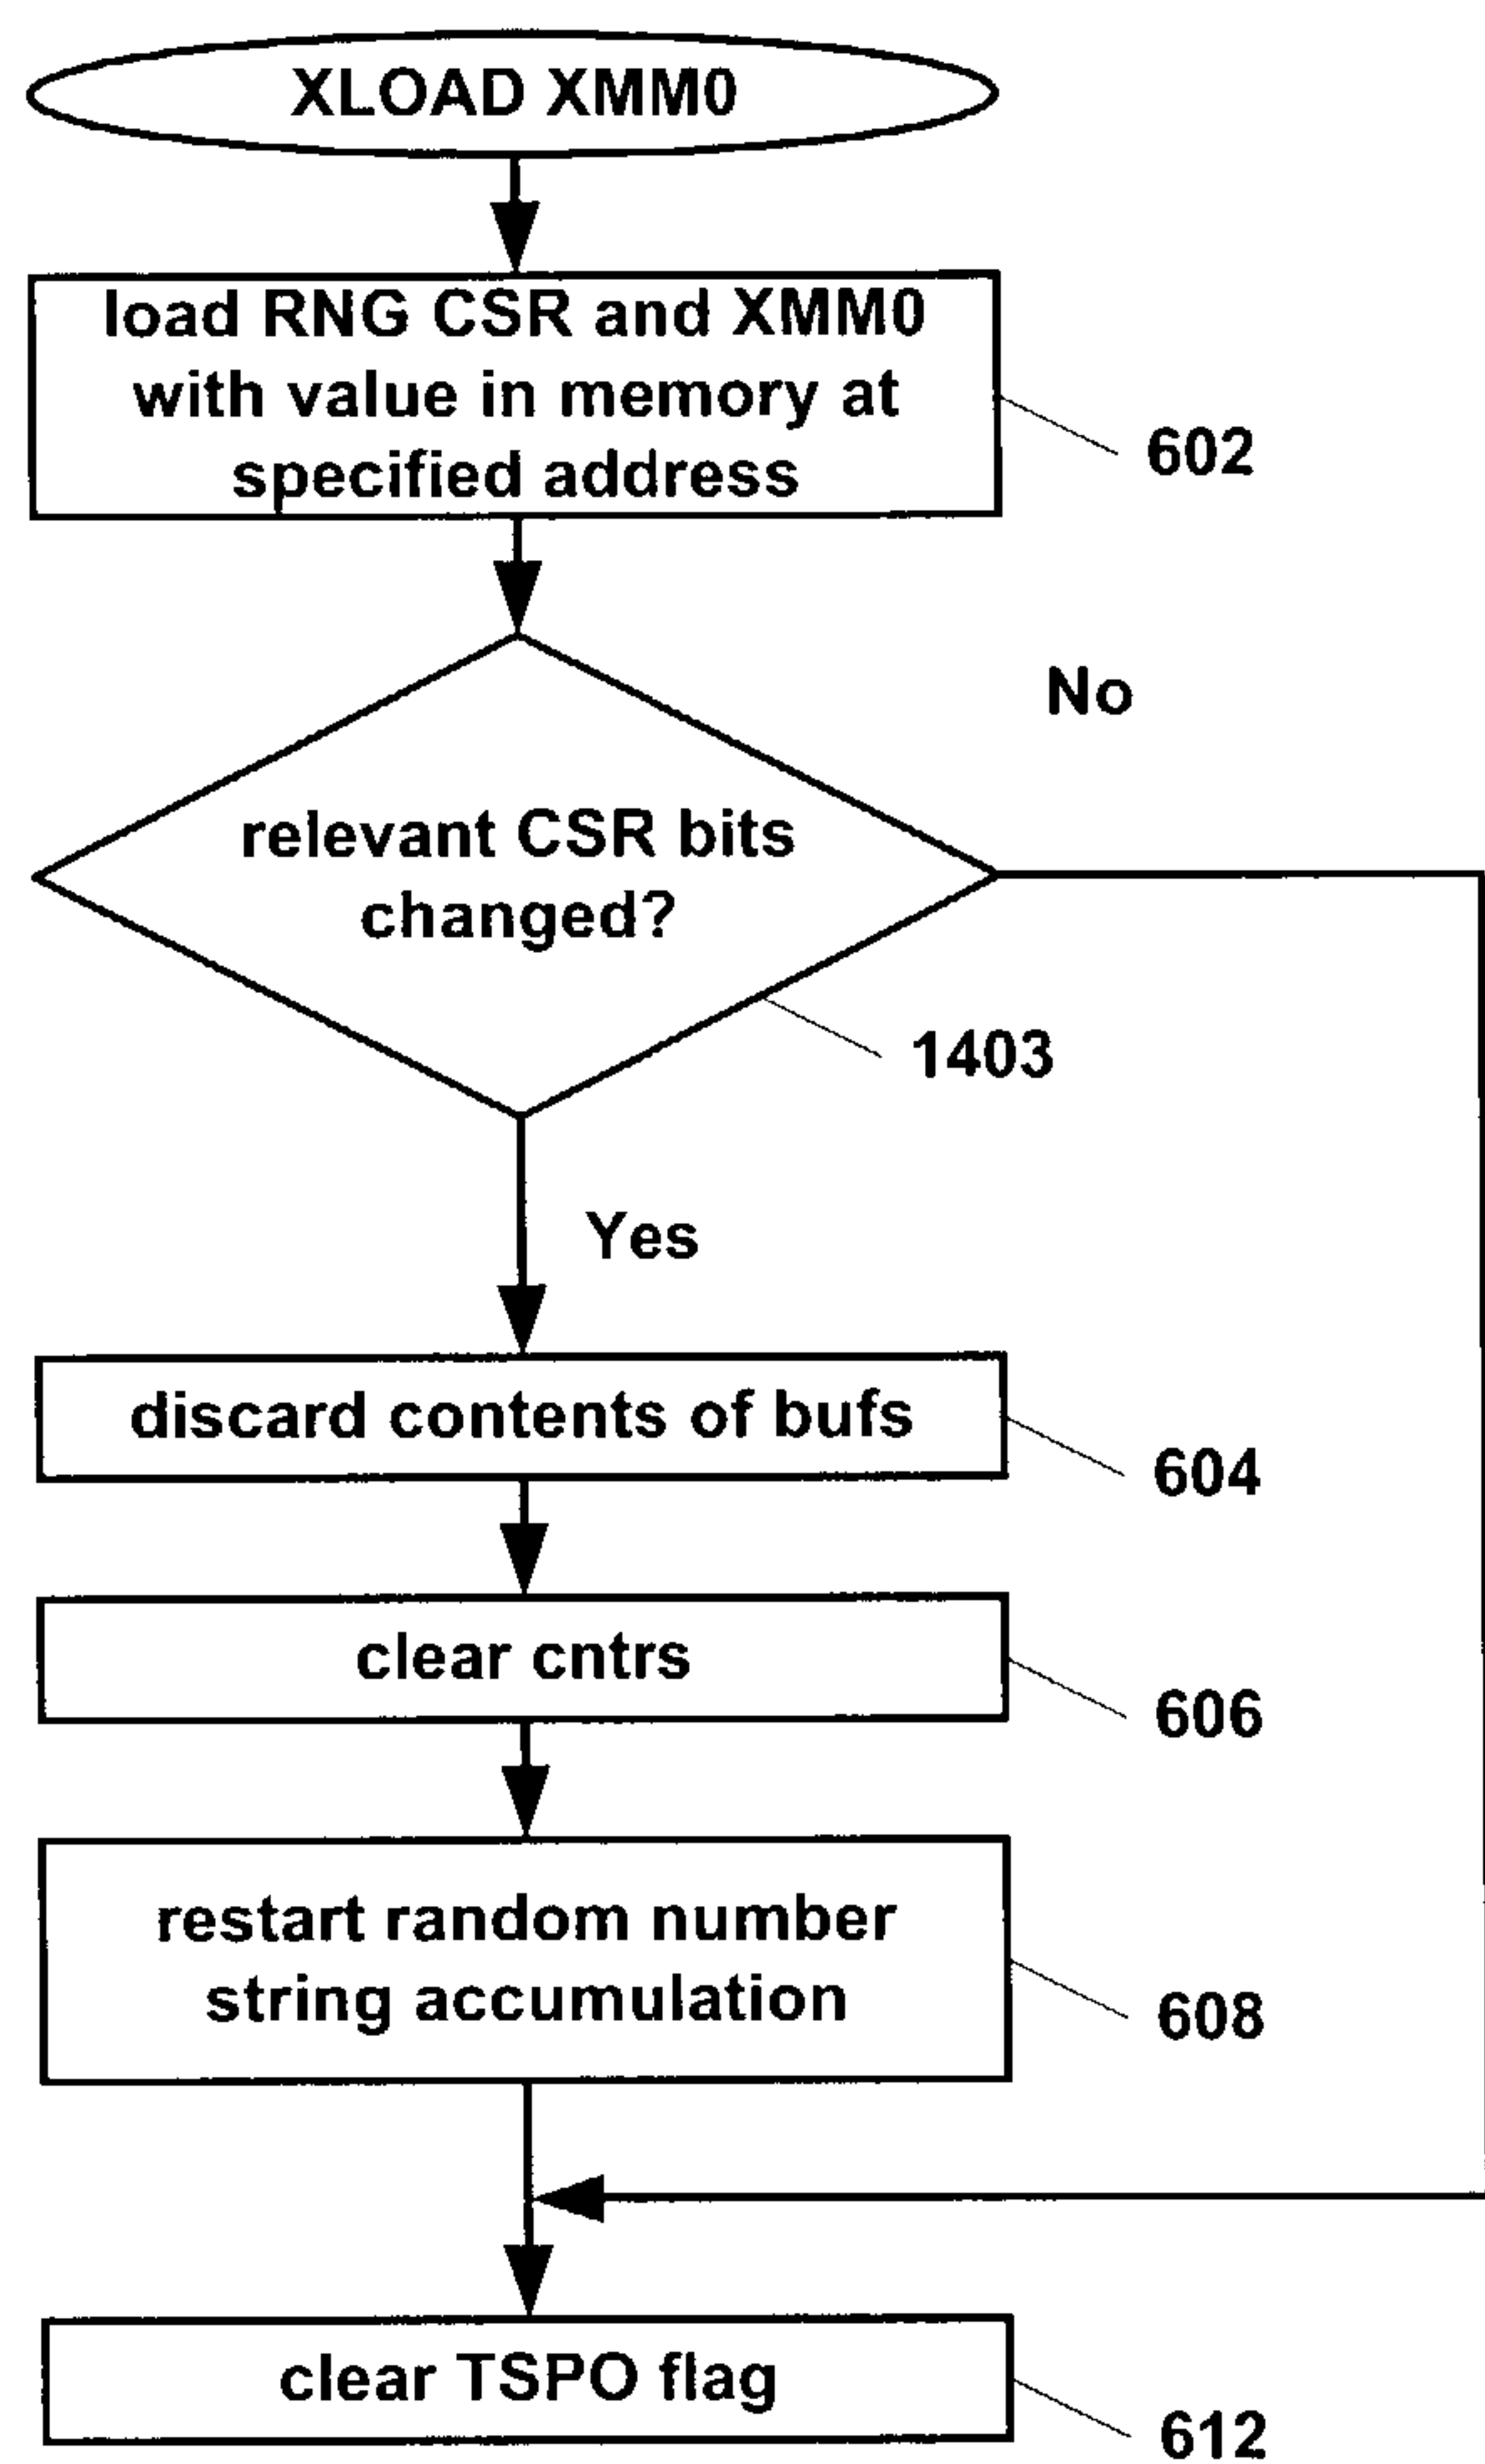 XLOAD XMM0
load RNG CSR and XMM0
with value in memory at
specified address
602
No
relevant CSR bits
changed?
1403
Yes
discard contents of bufs
604
clear cntrs
606
restart random number
string accumulation
608
clear TSPO flag
612